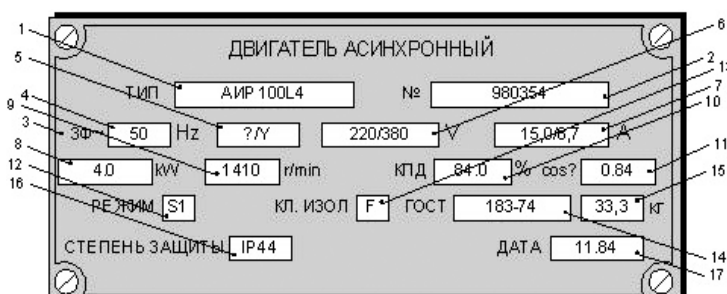 ДВИГАТЕЛЬ АСИНХРОННЫЙ
ТИП АИР 100L4 № 980354
3Ф 50 Hz ?/Y 220/380 V 15,0/8,7 A
4.0 kW 1410 r/min КПД 84.0 % cos? 0.84
РЕЖИМ S1 КЛ. ИЗОЛ F ГОСТ 183-74 33,3 кг
СТЕПЕНЬ ЗАЩИТЫ IP44 ДАТА 11.84
1
5
4
9
3
8
12
16
6
13
2
7
10
11
15
14
17